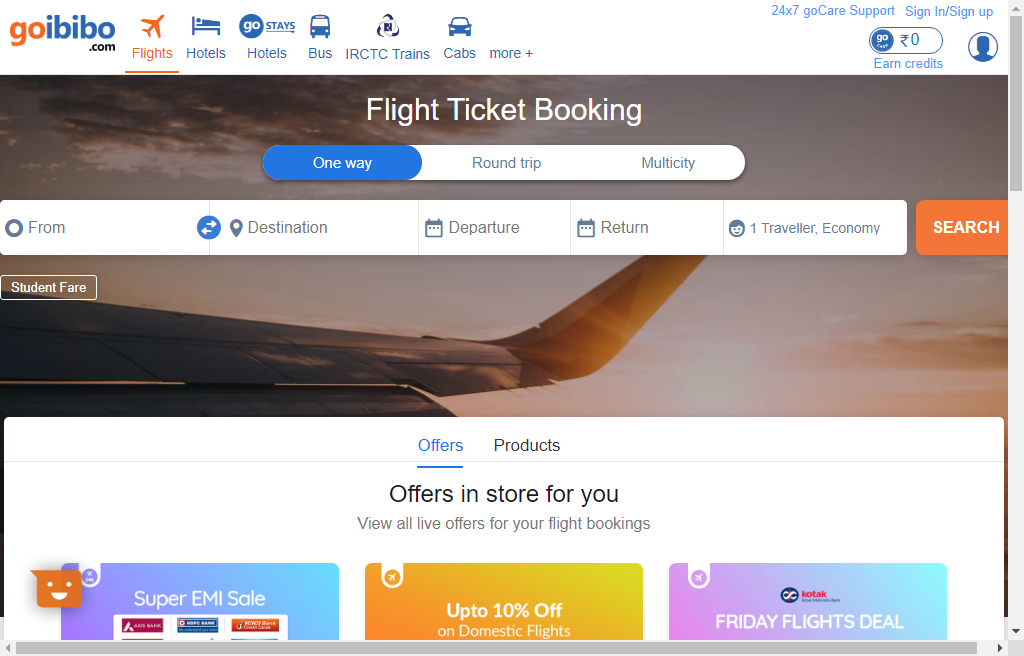 goibibo
.com
Flights
Hotels
go STAYS
Hotels
Bus
IRCTC Trains
Cabs
more +
24x7 goCare Support
Sign In/Sign up
go
CASH
₹0
Earn credits
Flight Ticket Booking
One way
Round trip
Multicity
From
Destination
Departure
Return
1 Traveller, Economy
SEARCH
Student Fare
Offers
Products
Offers in store for you
View all live offers for your flight bookings
Super EMI Sale
AXIS BANK
HDFC BANK
ICICI Bank
Upto 10% Off
on Domestic Flights
kotak
Kotak Mahindra Bank
FRIDAY FLIGHTS DEAL